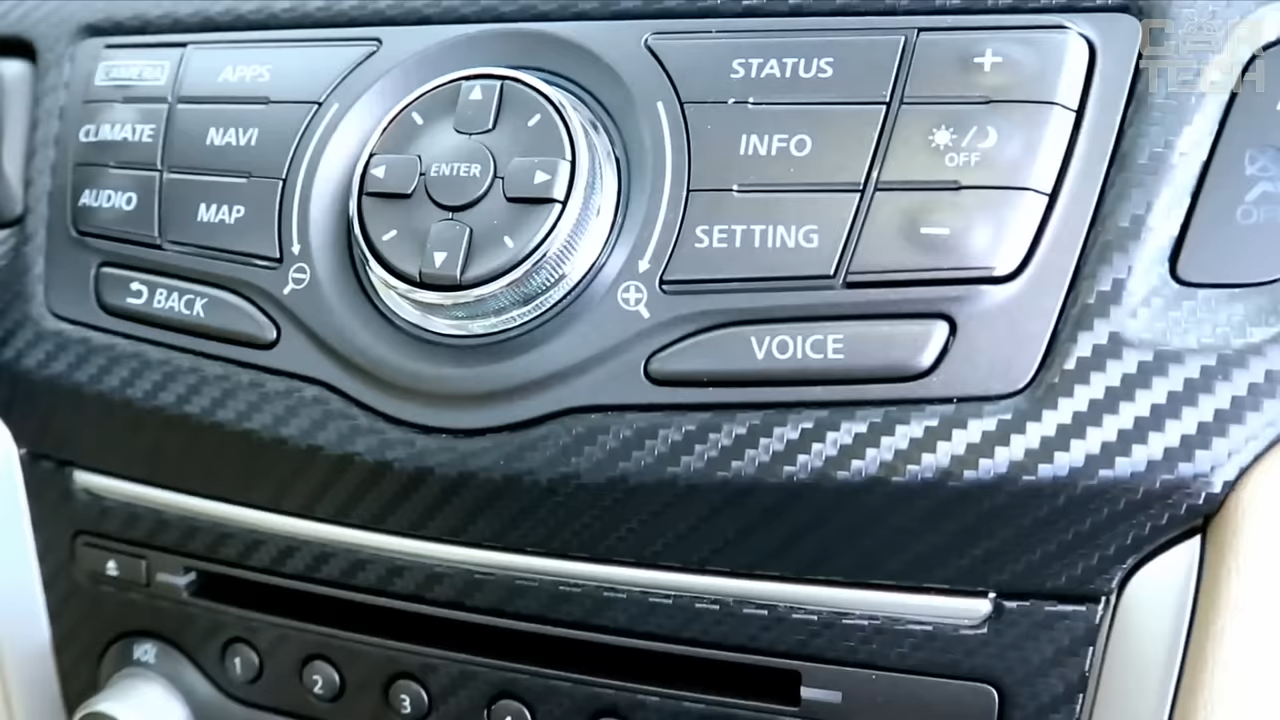 CAMERA
APPS
CLIMATE
NAVI
AUDIO
MAP
BACK
ENTER
STATUS
+
INFO
OFF
SETTING
-
VOICE
CAR
TECH
VOL
1
2
3